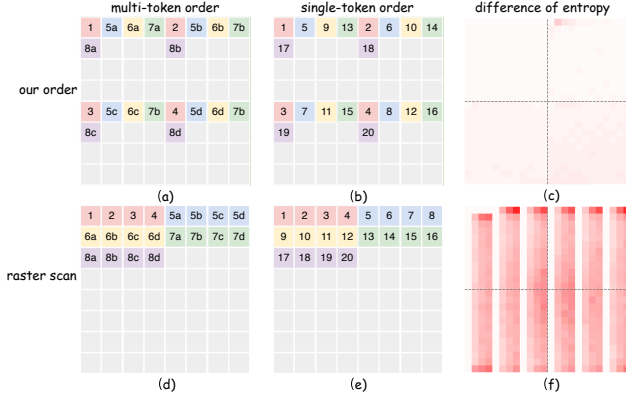 multi-token order single-token order difference of entropy
1 5a 6a 7a 2 5b 6b 7b 1 5 9 13 2 6 10 14
8a 8b 17 18
our order
3 5c 6c 7b 4 5d 6d 7b 3 7 11 15 4 8 12 16
8c 8d 19 20
(a) (b) (c)
1 2 3 4 5a 5b 5c 5d 1 2 3 4 5 6 7 8
6a 6b 6c 6d 7a 7b 7c 7d 9 10 11 12 13 14 15 16
8a 8b 8c 8d 17 18 19 20
raster scan
(d) (e) (f)